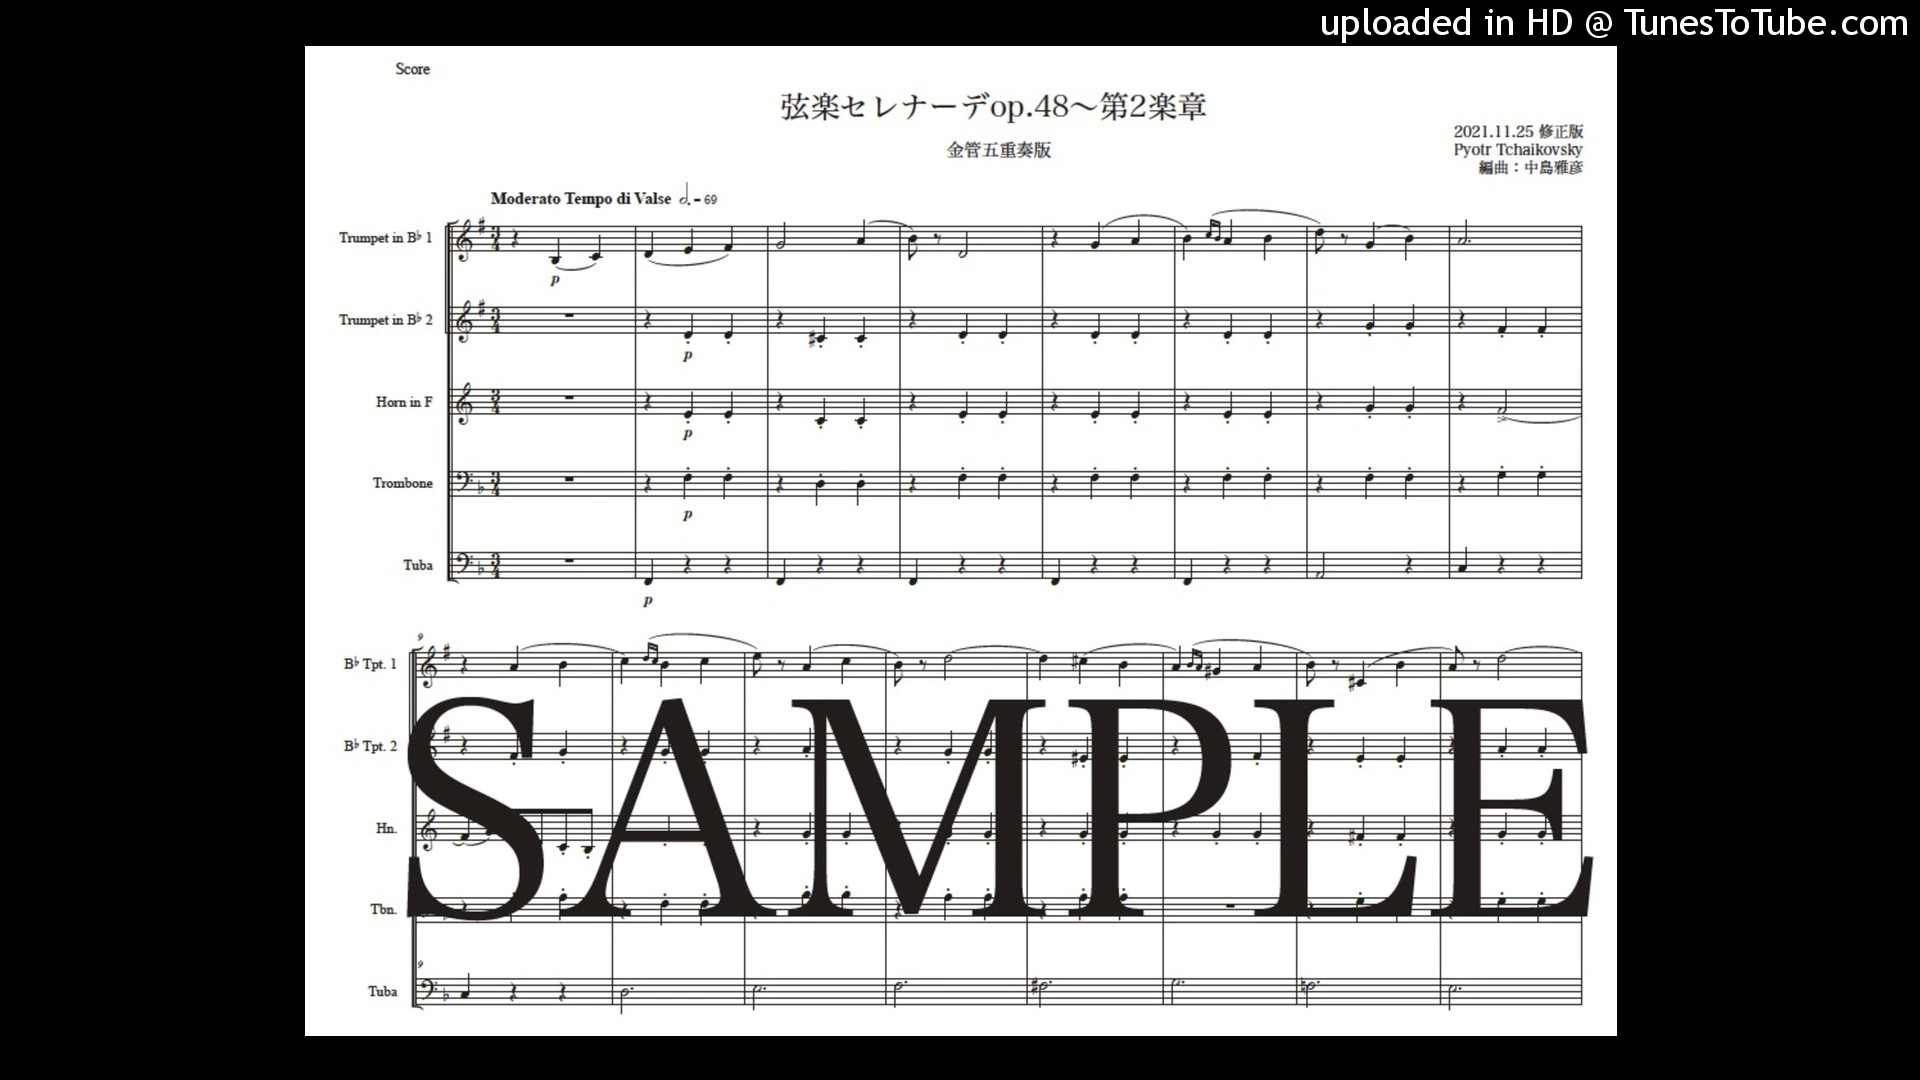 uploaded in HD @ TunesToTube.com
Score
弦楽セレナーデop.48～第2楽章
金管五重奏版
2021.11.25 修正版
Pyotr Tchaikovsky
編曲：中島雅彦
Moderato Tempo di Valse 𝅗𝅥. = 69
Trumpet in B♭ 1
p
Trumpet in B♭ 2
p
Horn in F
p
Trombone
p
Tuba
p
9
B♭ Tpt. 1
B♭ Tpt. 2
Hn.
Tbn.
9
Tuba
SAMPLE